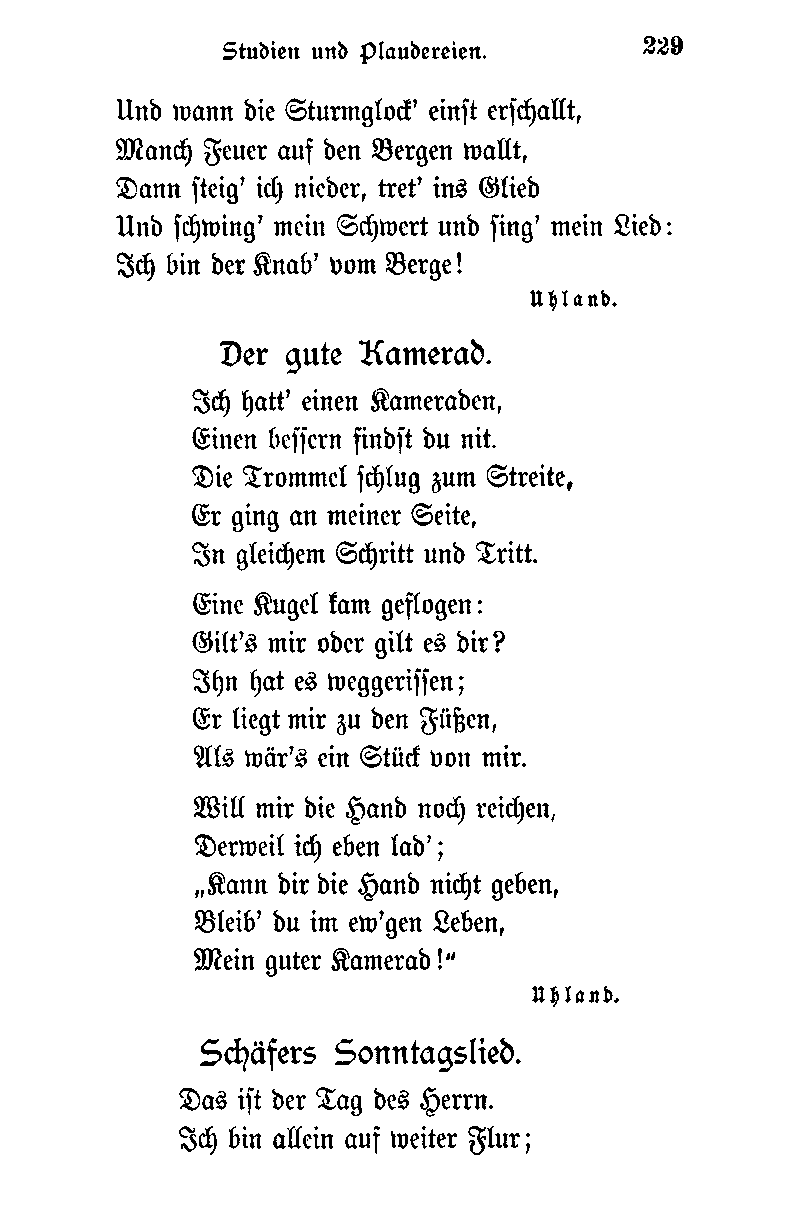 Studien und Plaudereien. 229
Und wann die Sturmglock' einst erschallt,
Manch Feuer auf den Bergen wallt,
Dann steig' ich nieder, tret' ins Glied
Und schwing' mein Schwert und sing' mein Lied:
Ich bin der Knab' vom Berge!
Uhland.
Der gute Kamerad.
Ich hatt' einen Kameraden,
Einen bessern findst du nit.
Die Trommel schlug zum Streite,
Er ging an meiner Seite,
In gleichem Schritt und Tritt.
Eine Kugel kam geflogen:
Gilt's mir oder gilt es dir?
Ihn hat es weggerissen;
Er liegt mir zu den Füßen,
Als wär's ein Stück von mir.
Will mir die Hand noch reichen,
Derweil ich eben lad';
„Kann dir die Hand nicht geben,
Bleib' du im ew'gen Leben,
Mein guter Kamerad!“
Uhland.
Schäfers Sonntagslied.
Das ist der Tag des Herrn.
Ich bin allein auf weiter Flur;